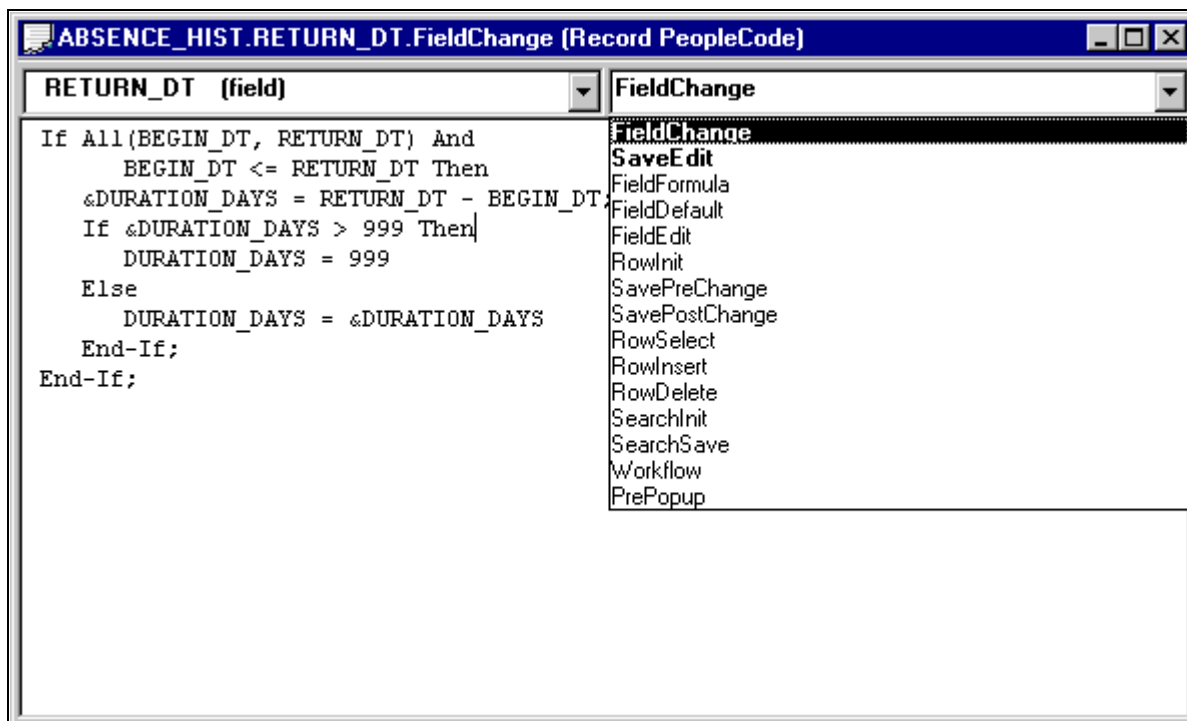 ABSENCE_HIST.RETURN_DT.FieldChange (Record PeopleCode)
RETURN_DT (field)
FieldChange
If All(BEGIN_DT, RETURN_DT) And
BEGIN_DT <= RETURN_DT Then
&DURATION_DAYS = RETURN_DT - BEGIN_DT;
If &DURATION_DAYS > 999 Then
DURATION_DAYS = 999
Else
DURATION_DAYS = &DURATION_DAYS
End-If;
End-If;
FieldChange
SaveEdit
FieldFormula
FieldDefault
FieldEdit
RowInit
SavePreChange
SavePostChange
RowSelect
RowInsert
RowDelete
SearchInit
SearchSave
Workflow
PrePopup